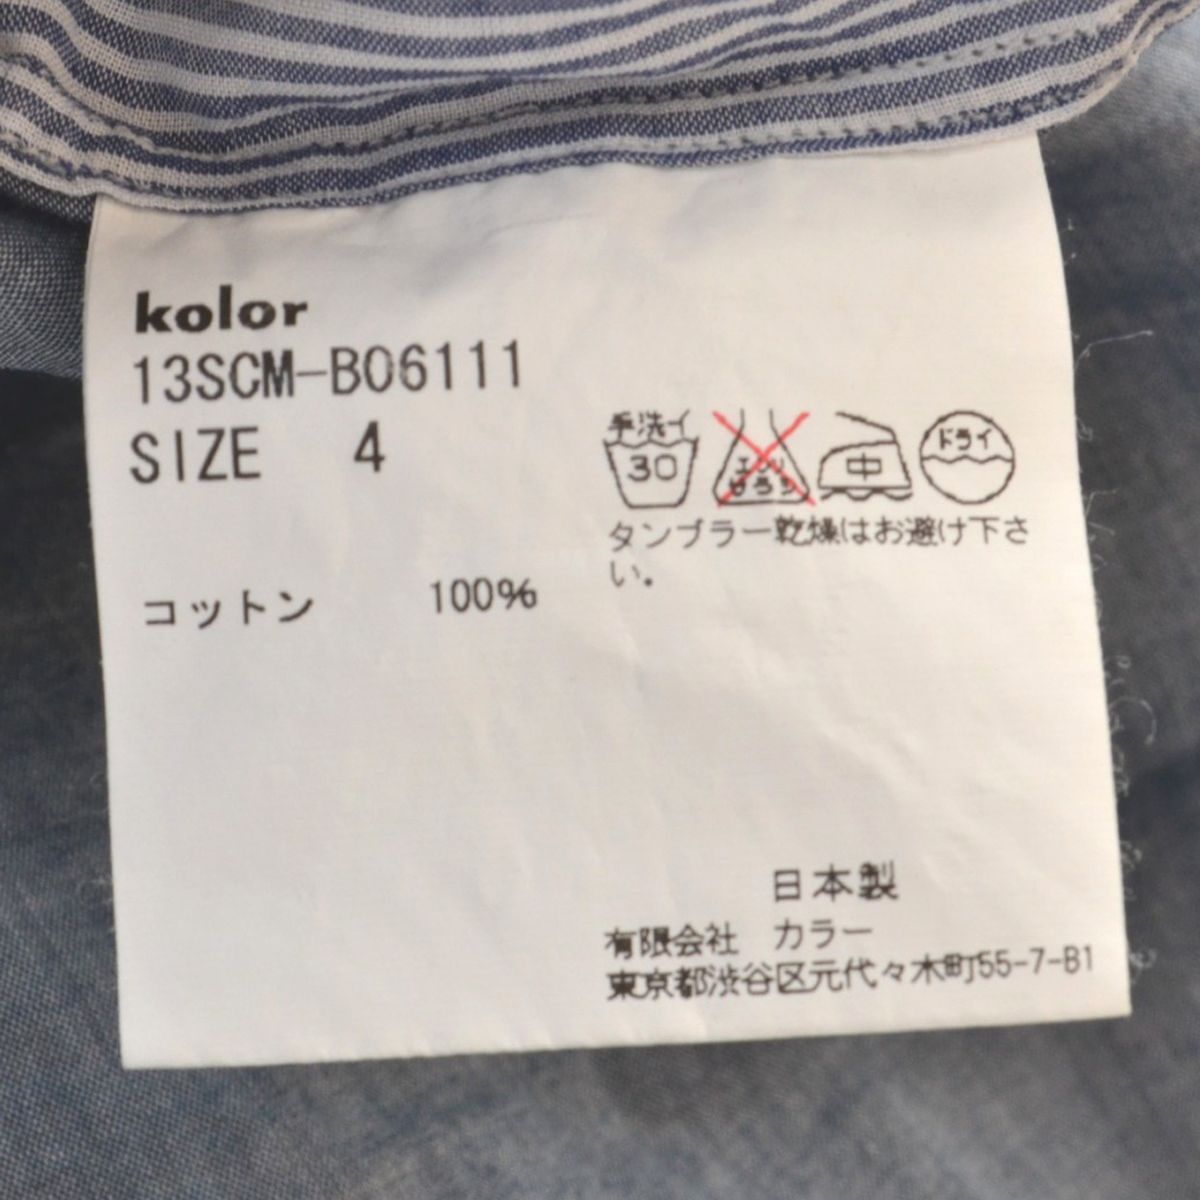 kolor
13SCM-B06111
SIZE 4
手洗イ
30
エンソ
サラシ
中
ドライ
タンブラー乾燥はお避け下さ
い。
コットン 100%
日本製
有限会社 カラー
東京都渋谷区元代々木町55-7-B1